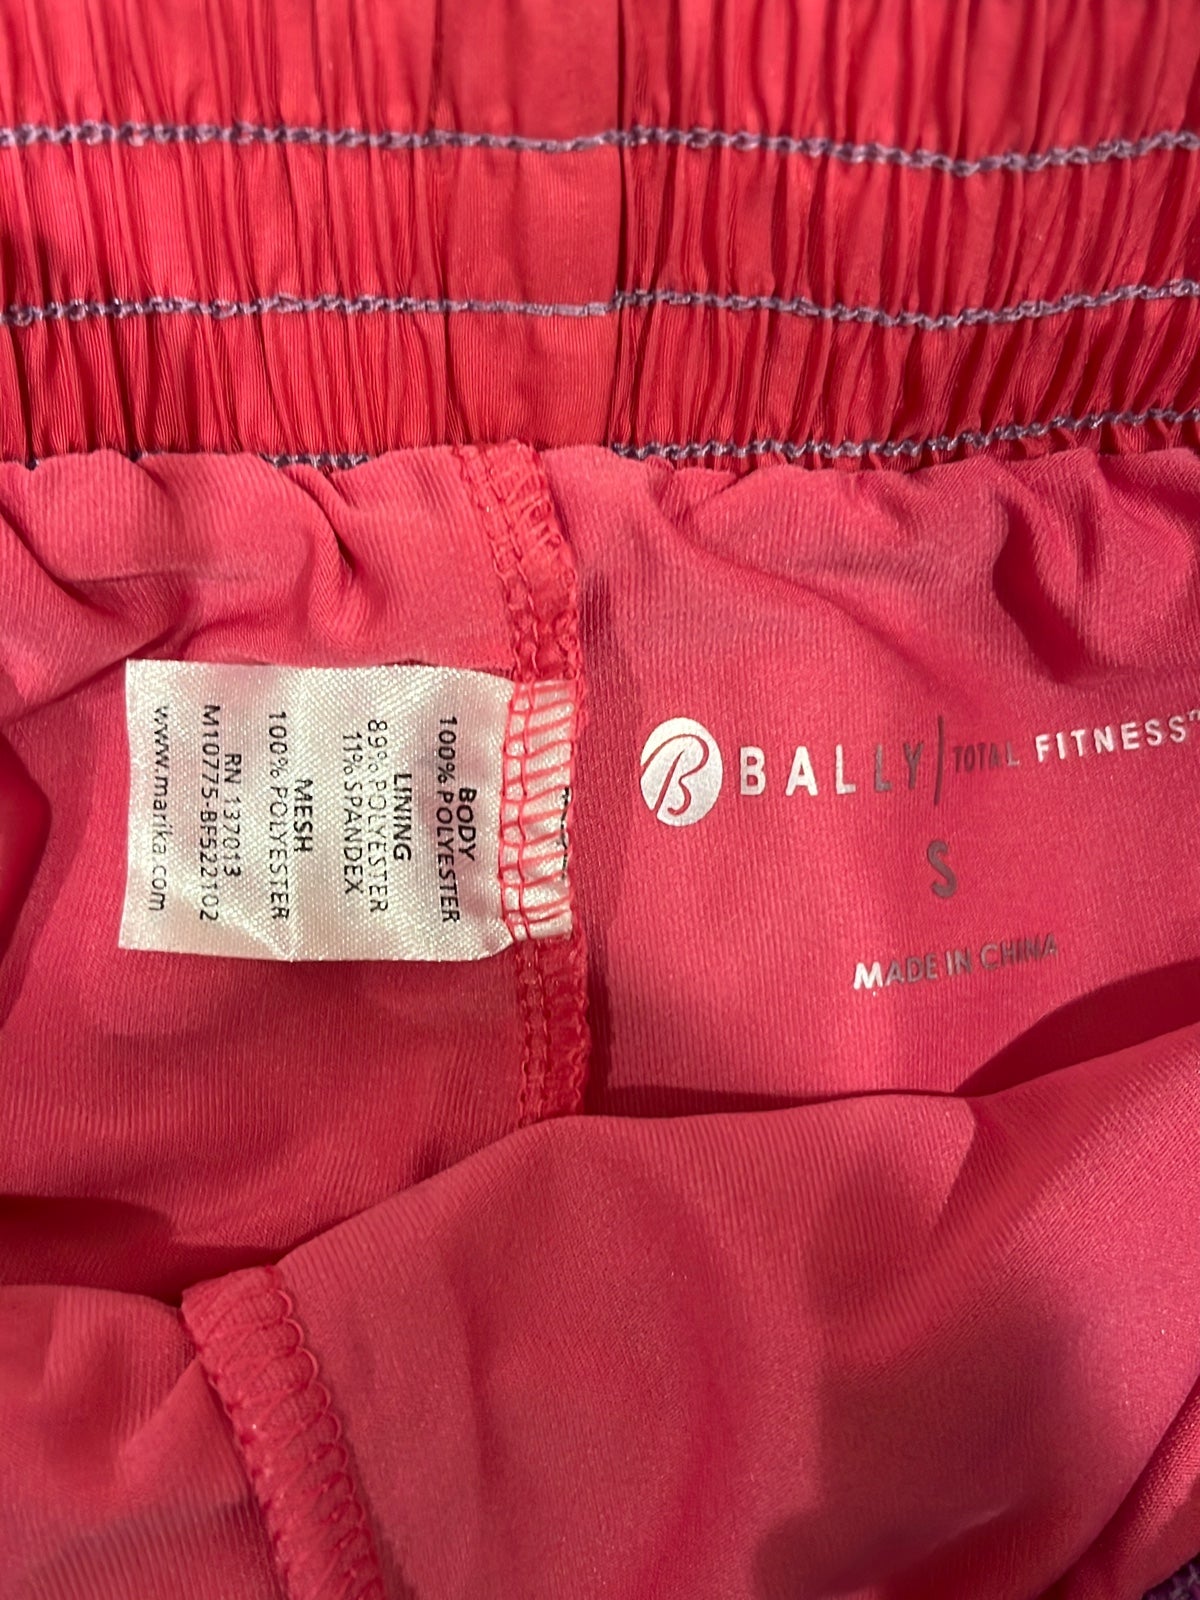 BODY
100% POLYESTER
LINING
89% POLYESTER
11% SPANDEX
MESH
100% POLYESTER
RN 137013
M10775-BF522102
www.marika.com
B BALLY/TOTAL FITNESS™
S
MADE IN CHINA